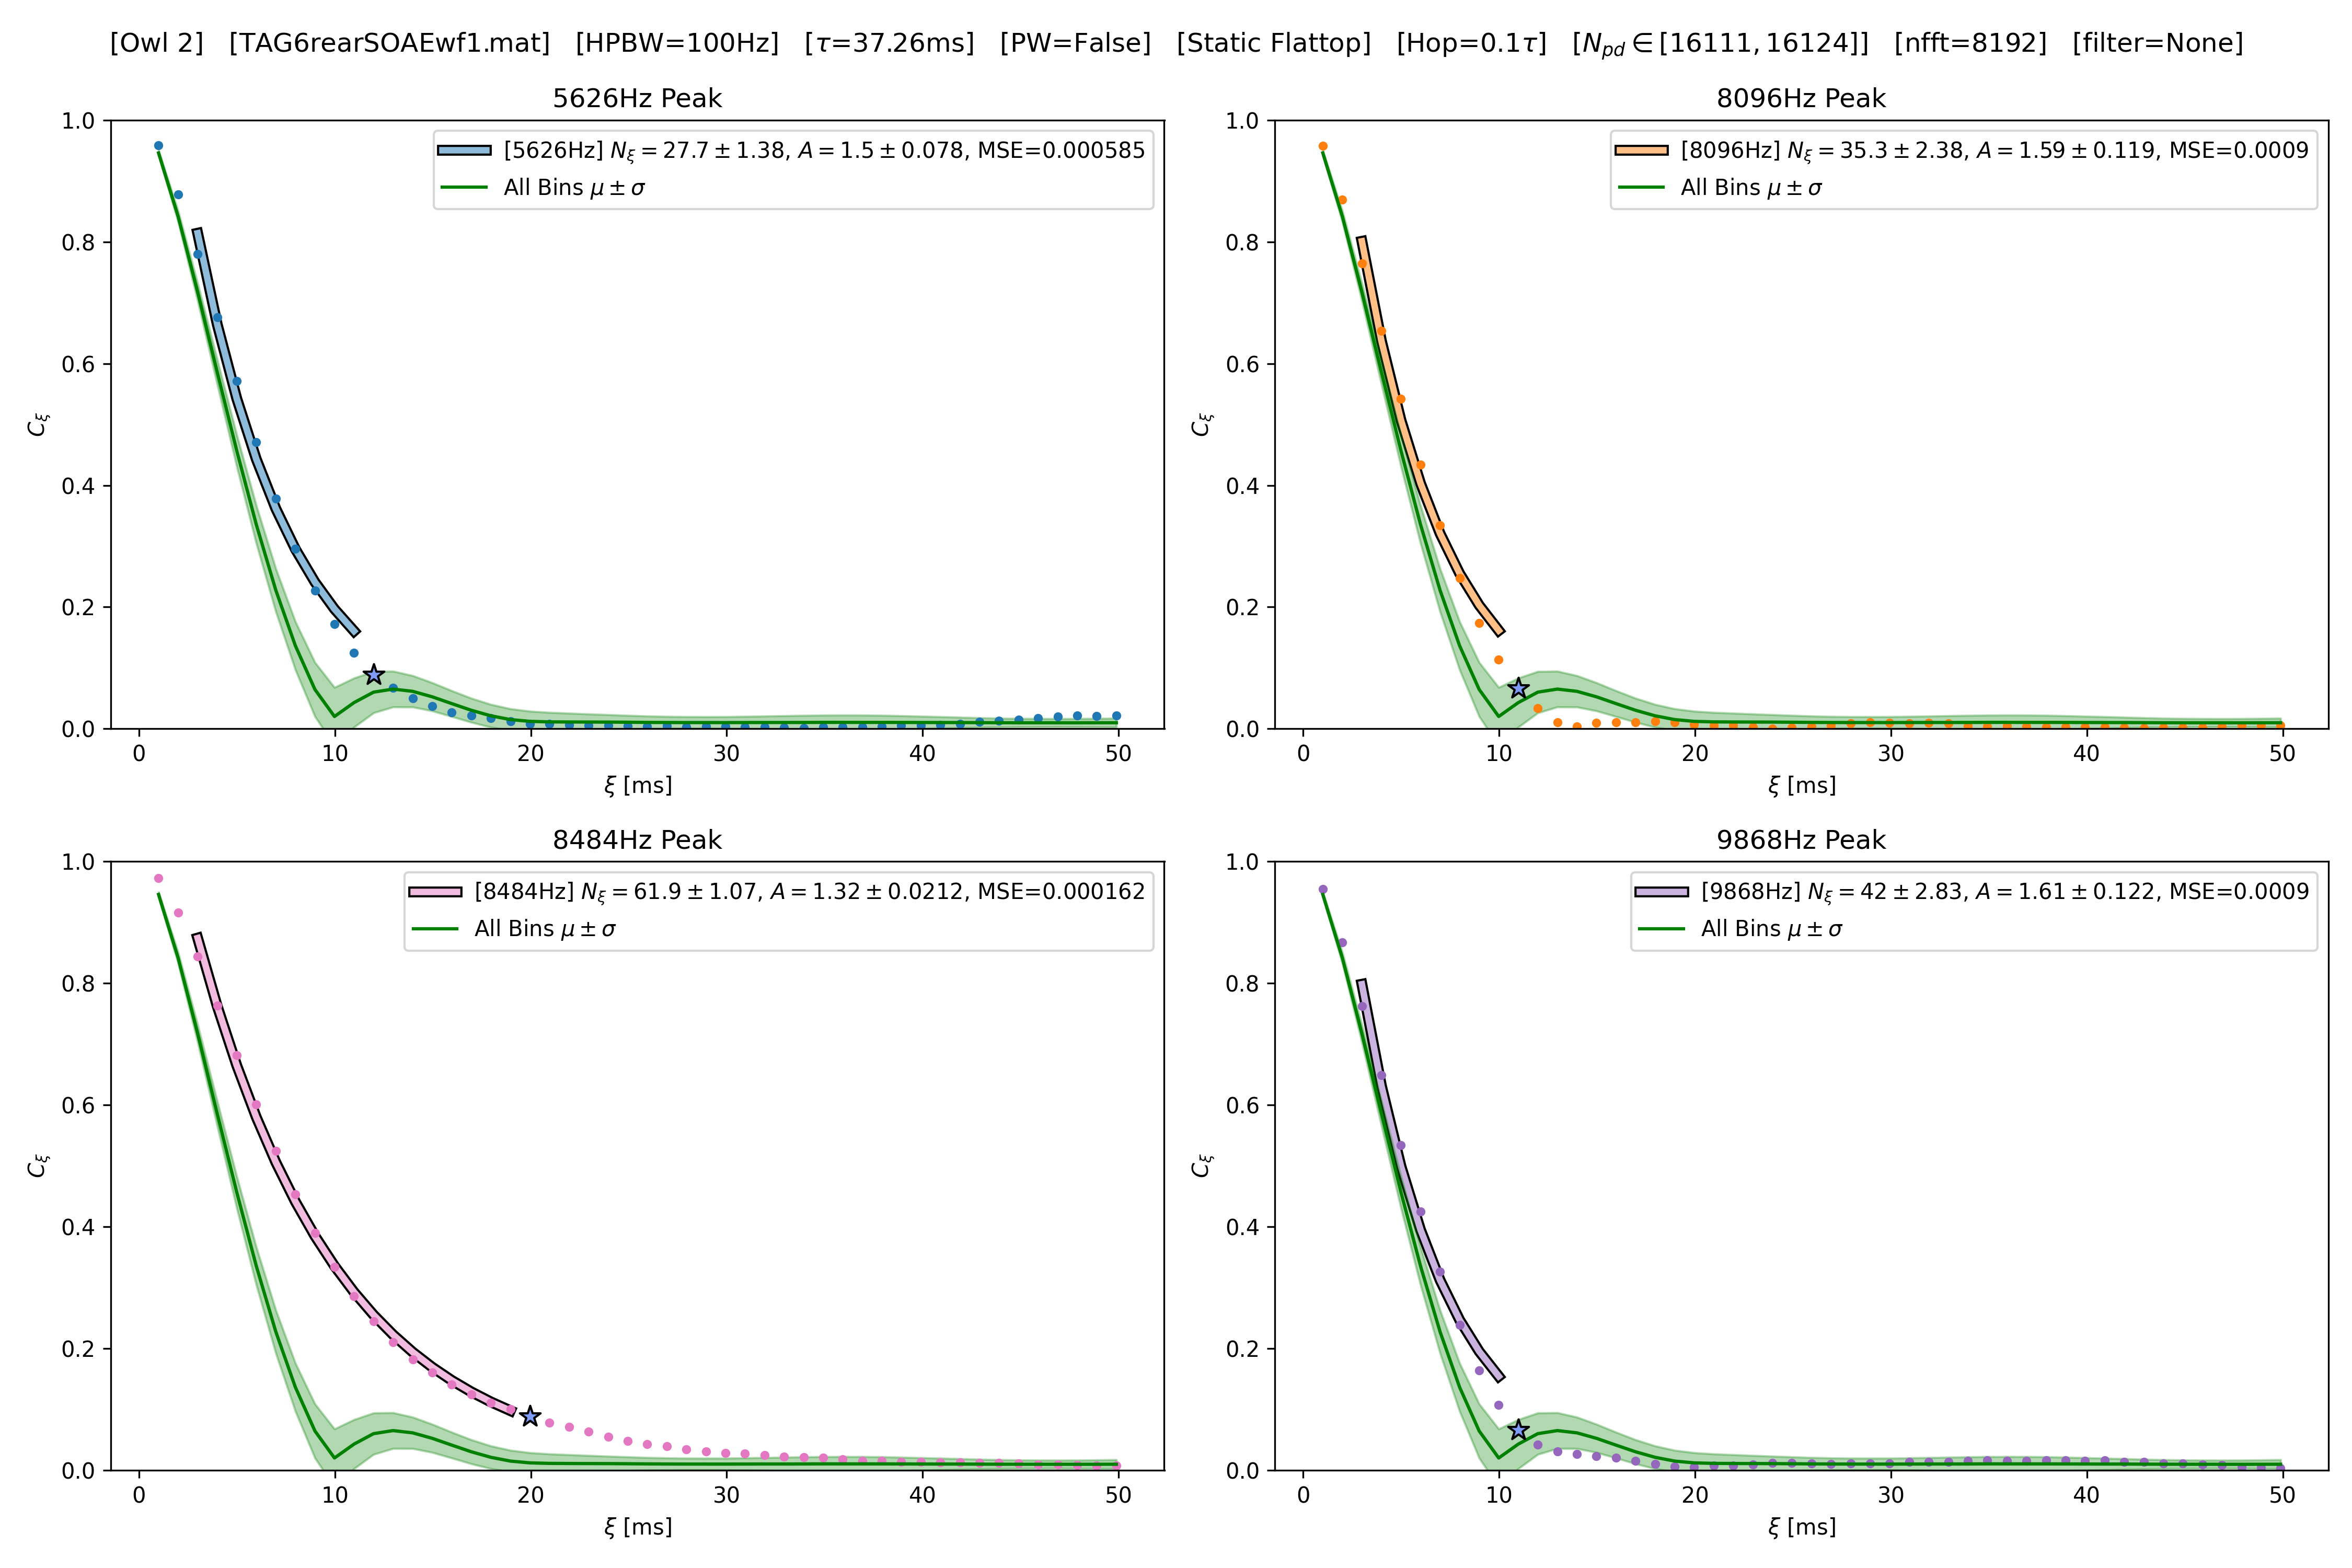 [Owl 2] [TAG6rearSOAEwf1.mat] [HPBW=100Hz] [τ=37.26ms] [PW=False] [Static Flattop] [Hop=0.1τ] [N_pd ∈ [16111, 16124]] [nfft=8192] [filter=None]
5626Hz Peak
[5626Hz] N_ξ = 27.7 ± 1.38, A = 1.5 ± 0.078, MSE=0.000585
All Bins μ ± σ
1.0
0.8
0.6
0.4
0.2
0.0
C_ξ
0 10 20 30 40 50
ξ [ms]
8096Hz Peak
[8096Hz] N_ξ = 35.3 ± 2.38, A = 1.59 ± 0.119, MSE=0.0009
All Bins μ ± σ
1.0
0.8
0.6
0.4
0.2
0.0
C_ξ
0 10 20 30 40 50
ξ [ms]
8484Hz Peak
[8484Hz] N_ξ = 61.9 ± 1.07, A = 1.32 ± 0.0212, MSE=0.000162
All Bins μ ± σ
1.0
0.8
0.6
0.4
0.2
0.0
C_ξ
0 10 20 30 40 50
ξ [ms]
9868Hz Peak
[9868Hz] N_ξ = 42 ± 2.83, A = 1.61 ± 0.122, MSE=0.0009
All Bins μ ± σ
1.0
0.8
0.6
0.4
0.2
0.0
C_ξ
0 10 20 30 40 50
ξ [ms]